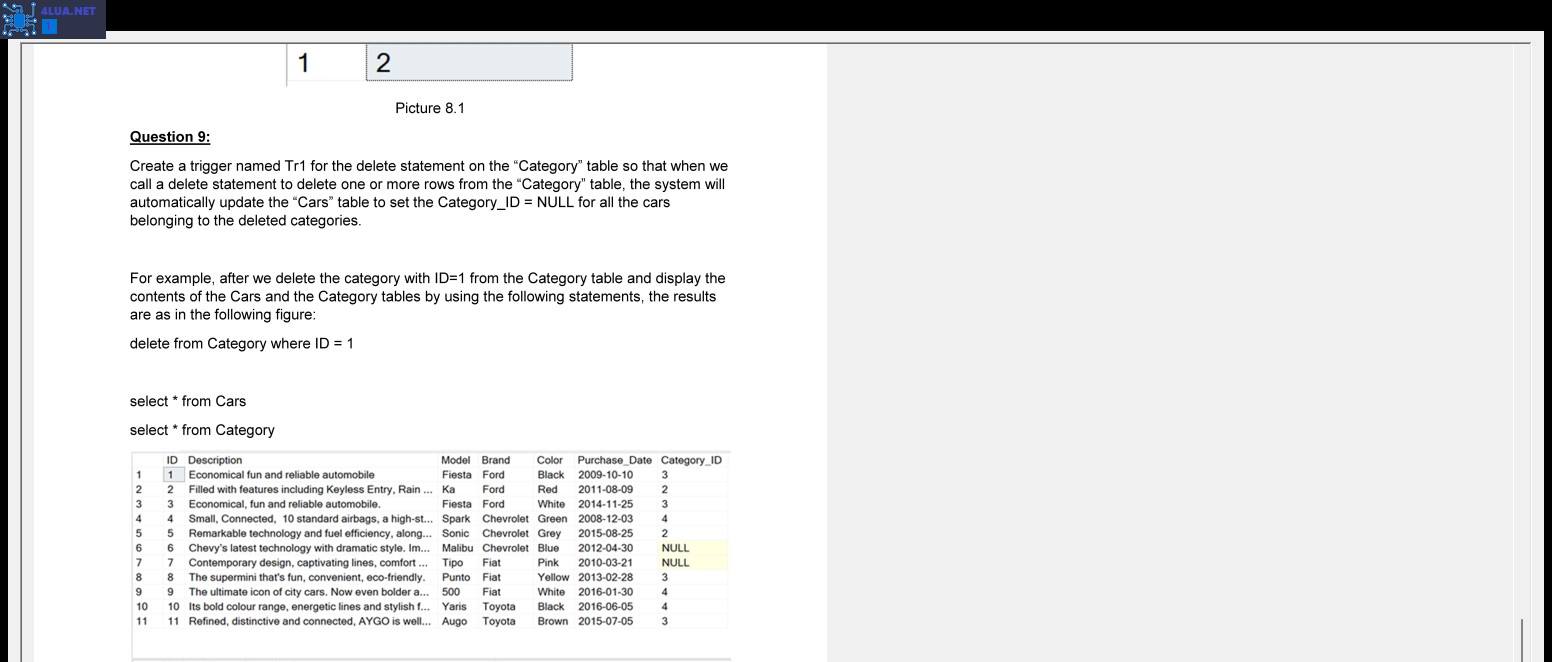 4LUA.NET
1 2
Picture 8.1
Question 9:
Create a trigger named Tr1 for the delete statement on the “Category” table so that when we
call a delete statement to delete one or more rows from the “Category” table, the system will
automatically update the “Cars” table to set the Category_ID = NULL for all the cars
belonging to the deleted categories.
For example, after we delete the category with ID=1 from the Category table and display the
contents of the Cars and the Category tables by using the following statements, the results
are as in the following figure:
delete from Category where ID = 1
select * from Cars
select * from Category
ID Description Model Brand Color Purchase_Date Category_ID
1 1 Economical fun and reliable automobile Fiesta Ford Black 2009-10-10 3
2 2 Filled with features including Keyless Entry, Rain ... Ka Ford Red 2011-08-09 2
3 3 Economical, fun and reliable automobile. Fiesta Ford White 2014-11-25 3
4 4 Small, Connected, 10 standard airbags, a high-st... Spark Chevrolet Green 2008-12-03 4
5 5 Remarkable technology and fuel efficiency, along... Sonic Chevrolet Grey 2015-08-25 2
6 6 Chevy's latest technology with dramatic style. Im... Malibu Chevrolet Blue 2012-04-30 NULL
7 7 Contemporary design, captivating lines, comfort ... Tipo Fiat Pink 2010-03-21 NULL
8 8 The supermini that's fun, convenient, eco-friendly. Punto Fiat Yellow 2013-02-28 3
9 9 The ultimate icon of city cars. Now even bolder a... 500 Fiat White 2016-01-30 4
10 10 Its bold colour range, energetic lines and stylish f... Yaris Toyota Black 2016-06-05 4
11 11 Refined, distinctive and connected, AYGO is well... Augo Toyota Brown 2015-07-05 3